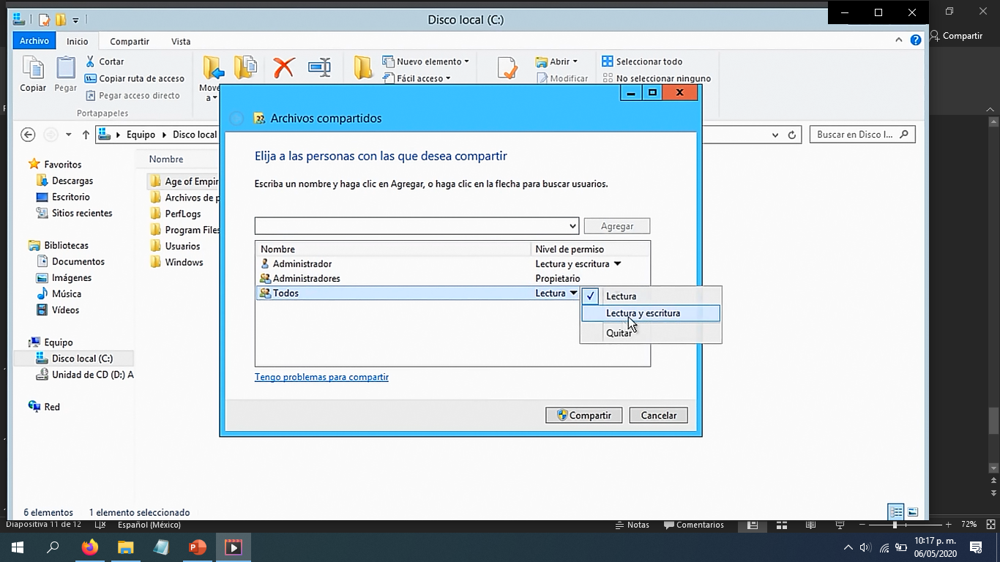 Disco local (C:)
Compartir
Archivo
Inicio
Compartir
Vista
Copiar
Pegar
Cortar
Copiar ruta de acceso
Pegar acceso directo
Portapapeles
Move
a
Nuevo elemento
Fácil acceso
Abrir
Modificar
Seleccionar todo
No seleccionar ninguno
Equipo
Disco local
Buscar en Disco l...
Favoritos
Descargas
Escritorio
Sitios recientes
Bibliotecas
Documentos
Imágenes
Música
Vídeos
Equipo
Disco local (C:)
Unidad de CD (D:) A
Red
Nombre
Age of Empir
Archivos de p
PerfLogs
Program Files
Usuarios
Windows
Archivos compartidos
Elija a las personas con las que desea compartir
Escriba un nombre y haga clic en Agregar, o haga clic en la flecha para buscar usuarios.
Agregar
Nombre Nivel de permiso
Administrador Lectura y escritura
Administradores Propietario
Todos Lectura
Lectura
Lectura y escritura
Quitar
Tengo problemas para compartir
Compartir
Cancelar
6 elementos 1 elemento seleccionado
Diapositiva 11 de 12 Español (México) Notas Comentarios 72%
10:17 p. m.
06/05/2020